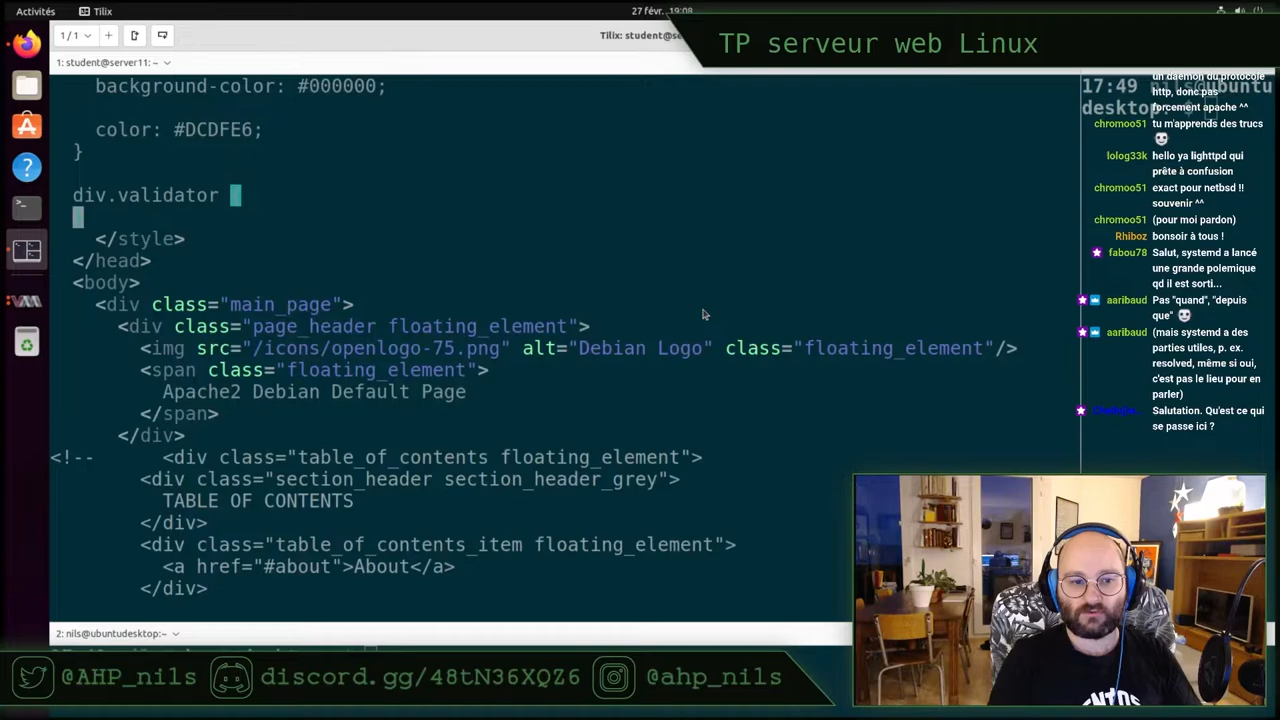 Activités
Tilix
27 févr. 19:08
1/1
Tilix: student@se
TP serveur web Linux
1: student@server11: ~
background-color: #000000;
color: #DCDFE6;
}
div.validator {
}
</style>
</head>
<body>
<div class="main_page">
<div class="page_header floating_element">
<img src="/icons/openlogo-75.png" alt="Debian Logo" class="floating_element"/>
<span class="floating_element">
Apache2 Debian Default Page
</span>
</div>
<!--      <div class="table_of_contents floating_element">
<div class="section_header section_header_grey">
TABLE OF CONTENTS
</div>
<div class="table_of_contents_item floating_element">
<a href="#about">About</a>
</div>
17:49 nils@ubuntu
desktop:~$
un daemon du protocole
http, donc pas
forcement apache ^^
chromoo51 tu m'apprends des trucs
lolog33k hello ya lighttpd qui
prête à confusion
chromoo51 exact pour netbsd !!
souvenir ^^
chromoo51 (pour moi pardon)
Rhiboz bonsoir à tous !
fabou78 Salut, systemd a lancé
une grande polemique
qd il est sorti...
aaribaud Pas "quand", "depuis
que"
aaribaud (mais systemd a des
parties utiles, p. ex.
resolved, même si oui,
c'est pas le lieu pour en
parler)
Salutation. Qu'est ce qui
se passe ici ?
2: nils@ubuntudesktop:~
@AHP_nils
discord.gg/48tN36XQZ6
@ahp_nils